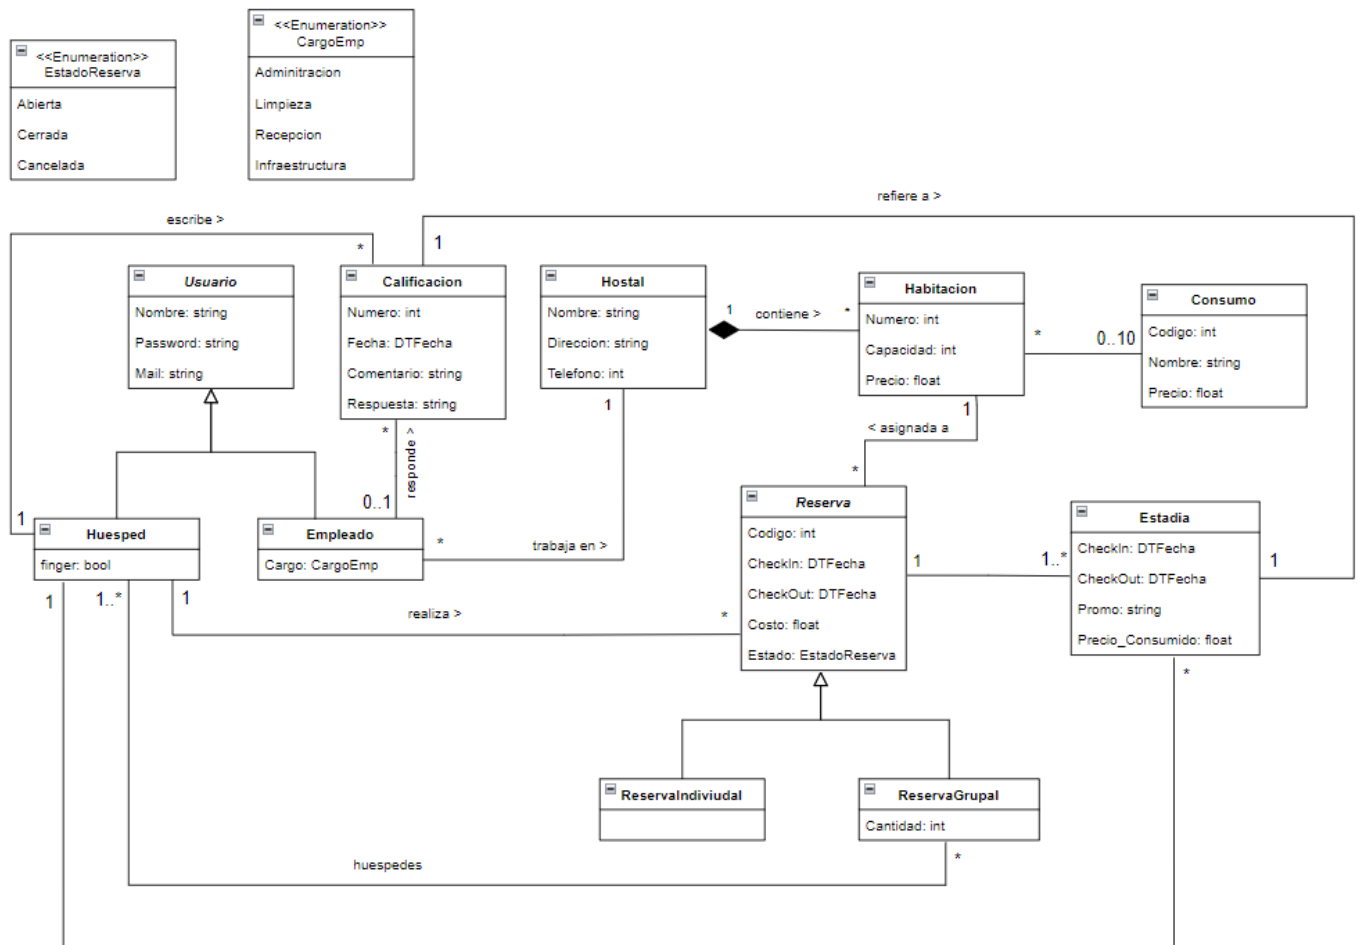 <<Enumeration>>
EstadoReserva
Abierta
Cerrada
Cancelada
<<Enumeration>>
CargoEmp
Adminitracion
Limpieza
Recepcion
Infraestructura
refiere a >
escribe >
*
1
Usuario
Nombre: string
Password: string
Mail: string
Calificacion
Numero: int
Fecha: DTFecha
Comentario: string
Respuesta: string
Hostal
Nombre: string
Direccion: string
Telefono: int
1
contiene >
*
Habitacion
Numero: int
Capacidad: int
Precio: float
*
0..10
Consumo
Codigo: int
Nombre: string
Precio: float
*
responde >
0..1
1
1
< asignada a
*
1
Huesped
finger: bool
Empleado
Cargo: CargoEmp
*
trabaja en >
Reserva
Codigo: int
CheckIn: DTFecha
CheckOut: DTFecha
Costo: float
Estado: EstadoReserva
1
1..*
Estadia
CheckIn: DTFecha
CheckOut: DTFecha
Promo: string
Precio_Consumido: float
1
1
1..*
1
realiza >
*
*
ReservaIndiviudal
ReservaGrupal
Cantidad: int
huespedes
*